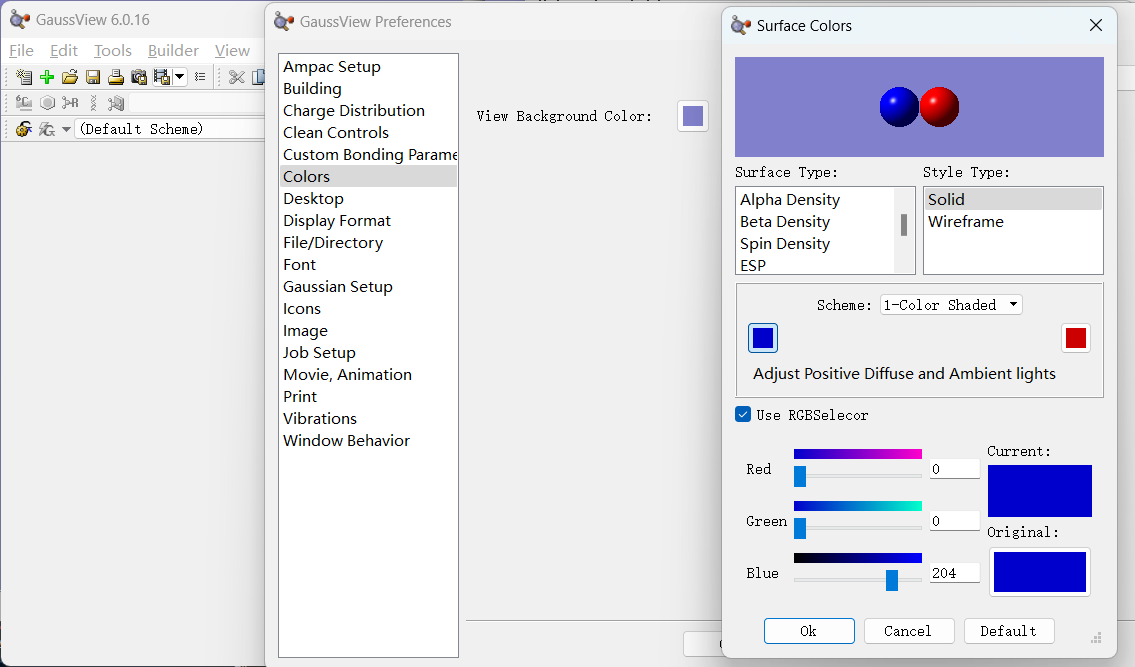 GaussView 6.0.16
File Edit Tools Builder View
(Default Scheme)
GaussView Preferences
Ampac Setup
Building
Charge Distribution
Clean Controls
Custom Bonding Parame
Colors
Desktop
Display Format
File/Directory
Font
Gaussian Setup
Icons
Image
Job Setup
Movie, Animation
Print
Vibrations
Window Behavior
View Background Color:
Surface Colors
Surface Type:
Alpha Density
Beta Density
Spin Density
ESP
Style Type:
Solid
Wireframe
Scheme: 1-Color Shaded
Adjust Positive Diffuse and Ambient lights
Use RGBSelecor
Red 0
Green 0
Blue 204
Current:
Original:
Ok Cancel Default